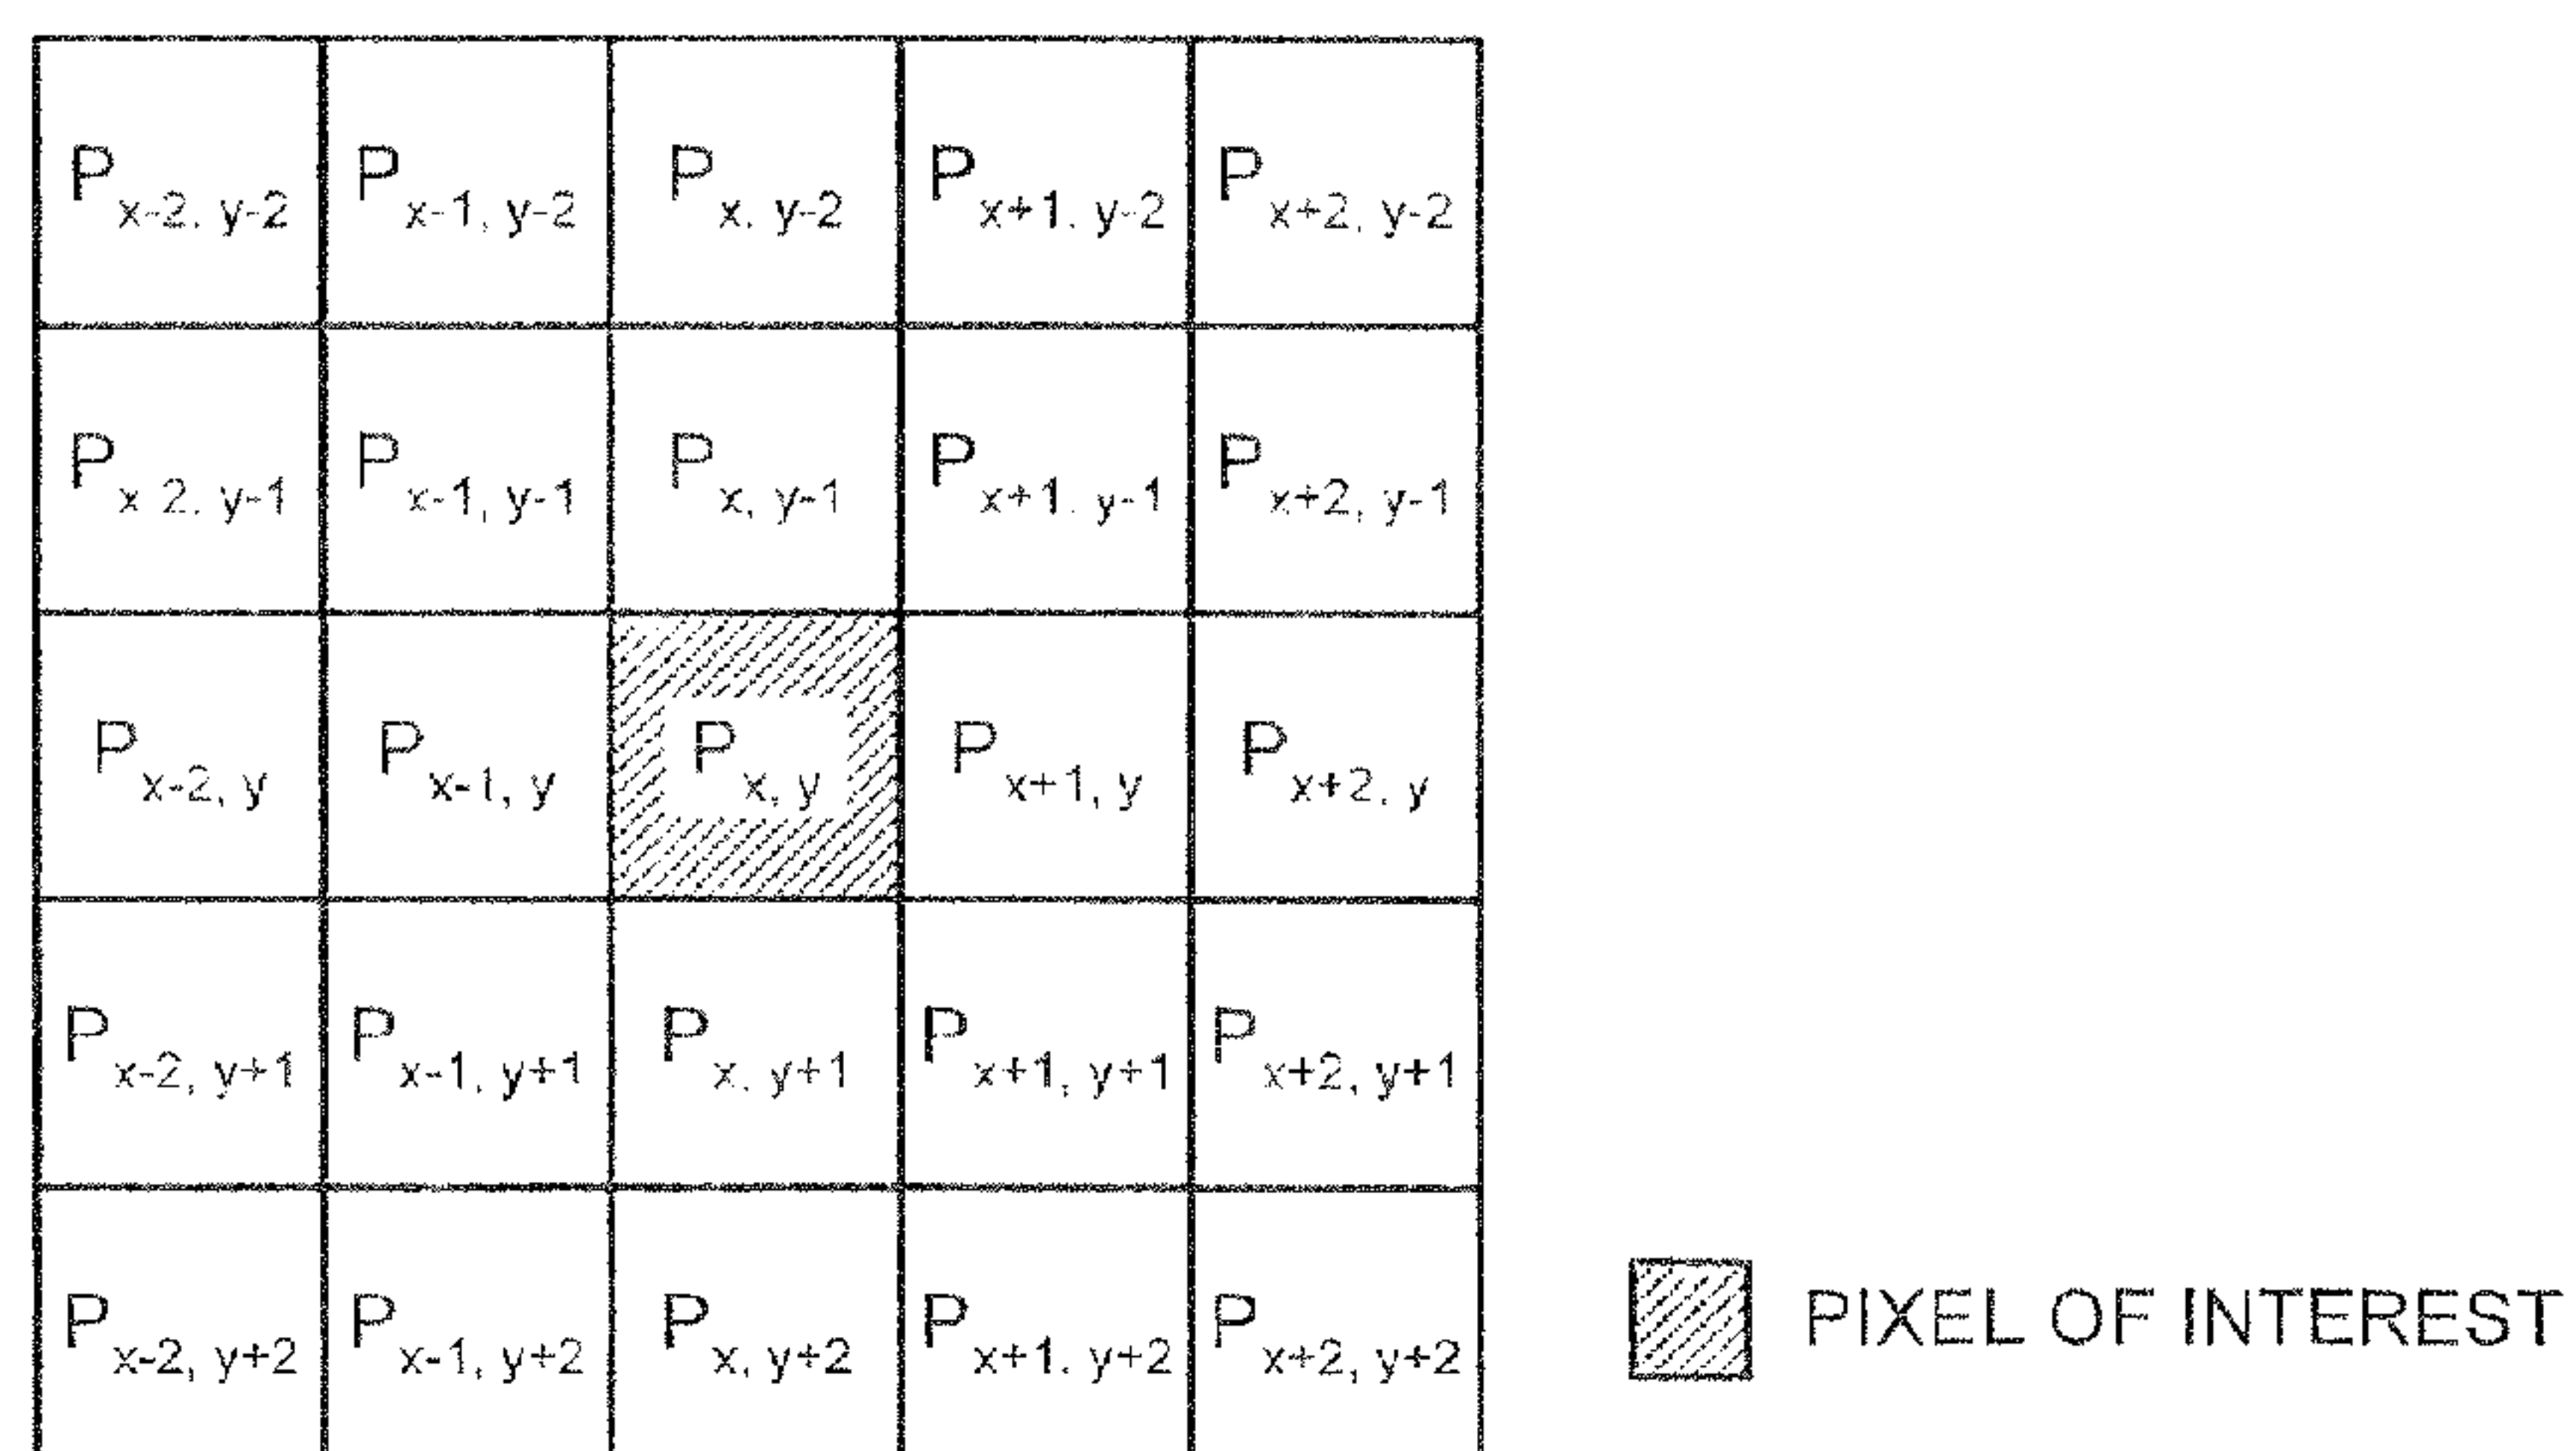 P x-2, y-2 P x-1, y-2 P x, y-2 P x+1, y-2 P x+2, y-2
P x 2, y-1 P x-1, y-1 P x, y-1 P x+1, y-1 P x+2, y-1
P x-2, y P x-1, y P x, y P x+1, y P x+2, y
P x-2, y+1 P x-1, y+1 P x, y+1 P x+1, y+1 P x+2, y+1
P x-2, y+2 P x-1, y+2 P x, y+2 P x+1, y+2 P x+2, y+2
PIXEL OF INTEREST